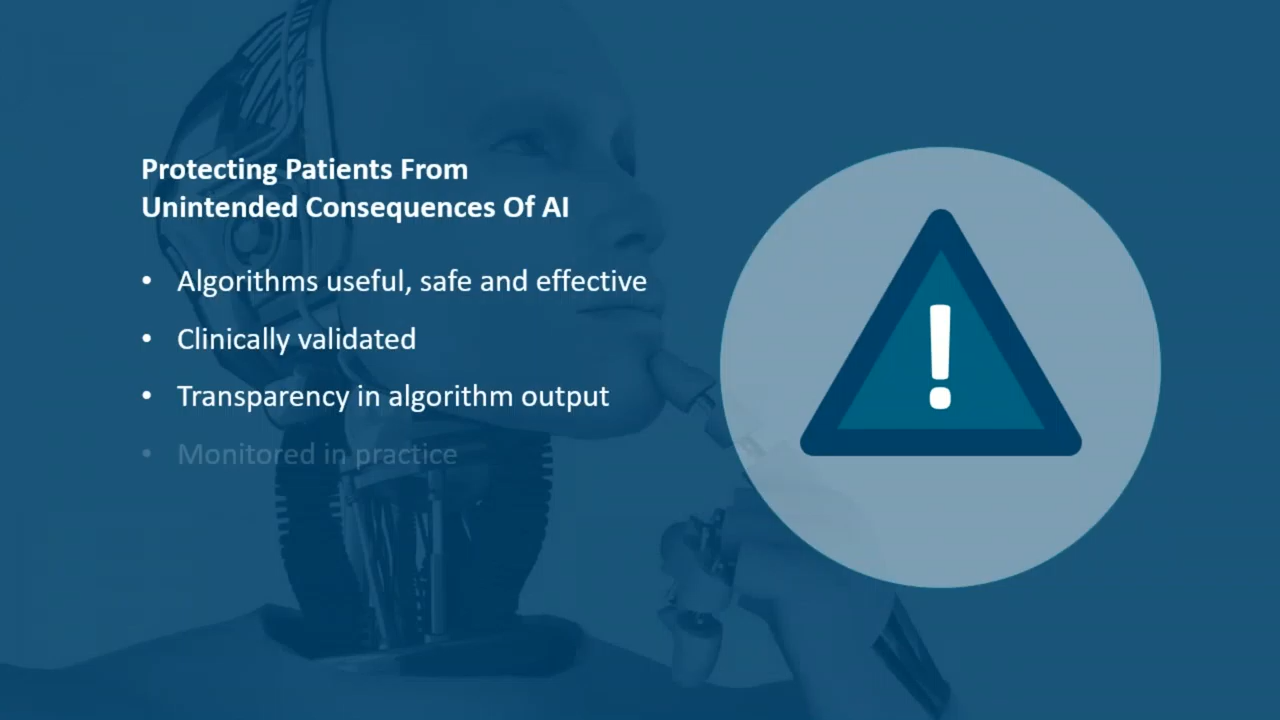 Protecting Patients From
Unintended Consequences Of AI
• Algorithms useful, safe and effective
• Clinically validated
• Transparency in algorithm output
• Monitored in practice
!